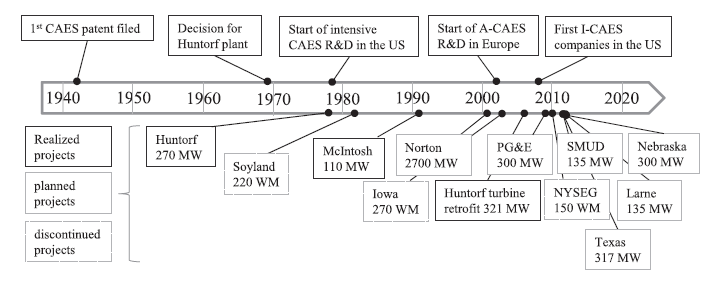 1st CAES patent filed
Decision for
Huntorf plant
Start of intensive
CAES R&D in the US
Start of A-CAES
R&D in Europe
First I-CAES
companies in the US
1940 1950 1960 1970 1980 1990 2000 2010 2020
Realized
projects
planned
projects
discontinued
projects
Huntorf
270 MW
Soyland
220 WM
McIntosh
110 MW
Norton
2700 MW
Iowa
270 WM
PG&E
300 MW
Huntorf turbine
retrofit 321 MW
SMUD
135 MW
NYSEG
150 WM
Nebraska
300 MW
Larne
135 MW
Texas
317 MW